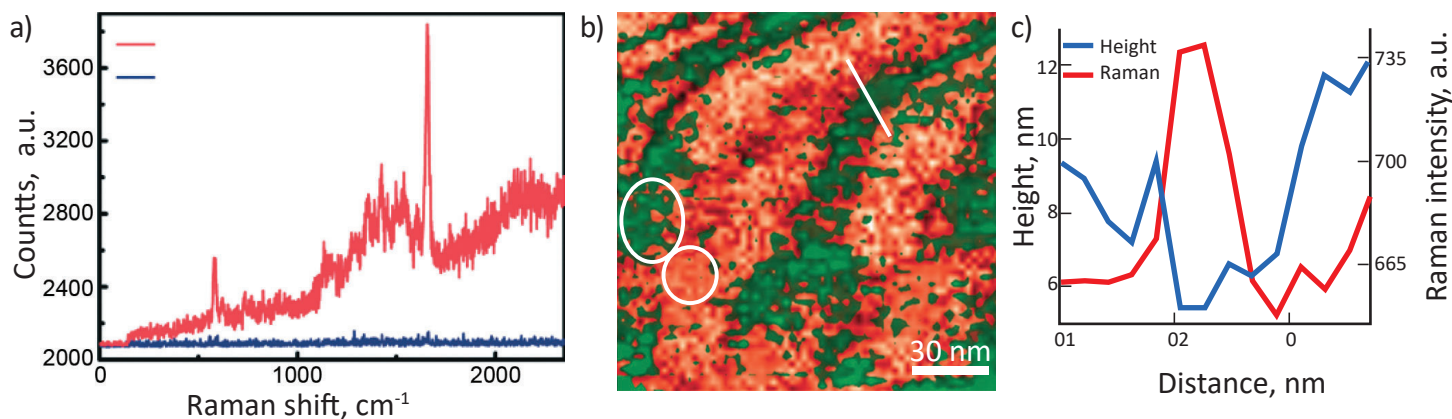 a)
Countts, a.u.
3600
3200
2800
2400
2000
0
1000
2000
Raman shift, cm⁻¹
b)
30 nm
c)
Height
Raman
Height, nm
12
10
8
6
735
700
665
Raman intensity, a.u.
01
02
0
Distance, nm